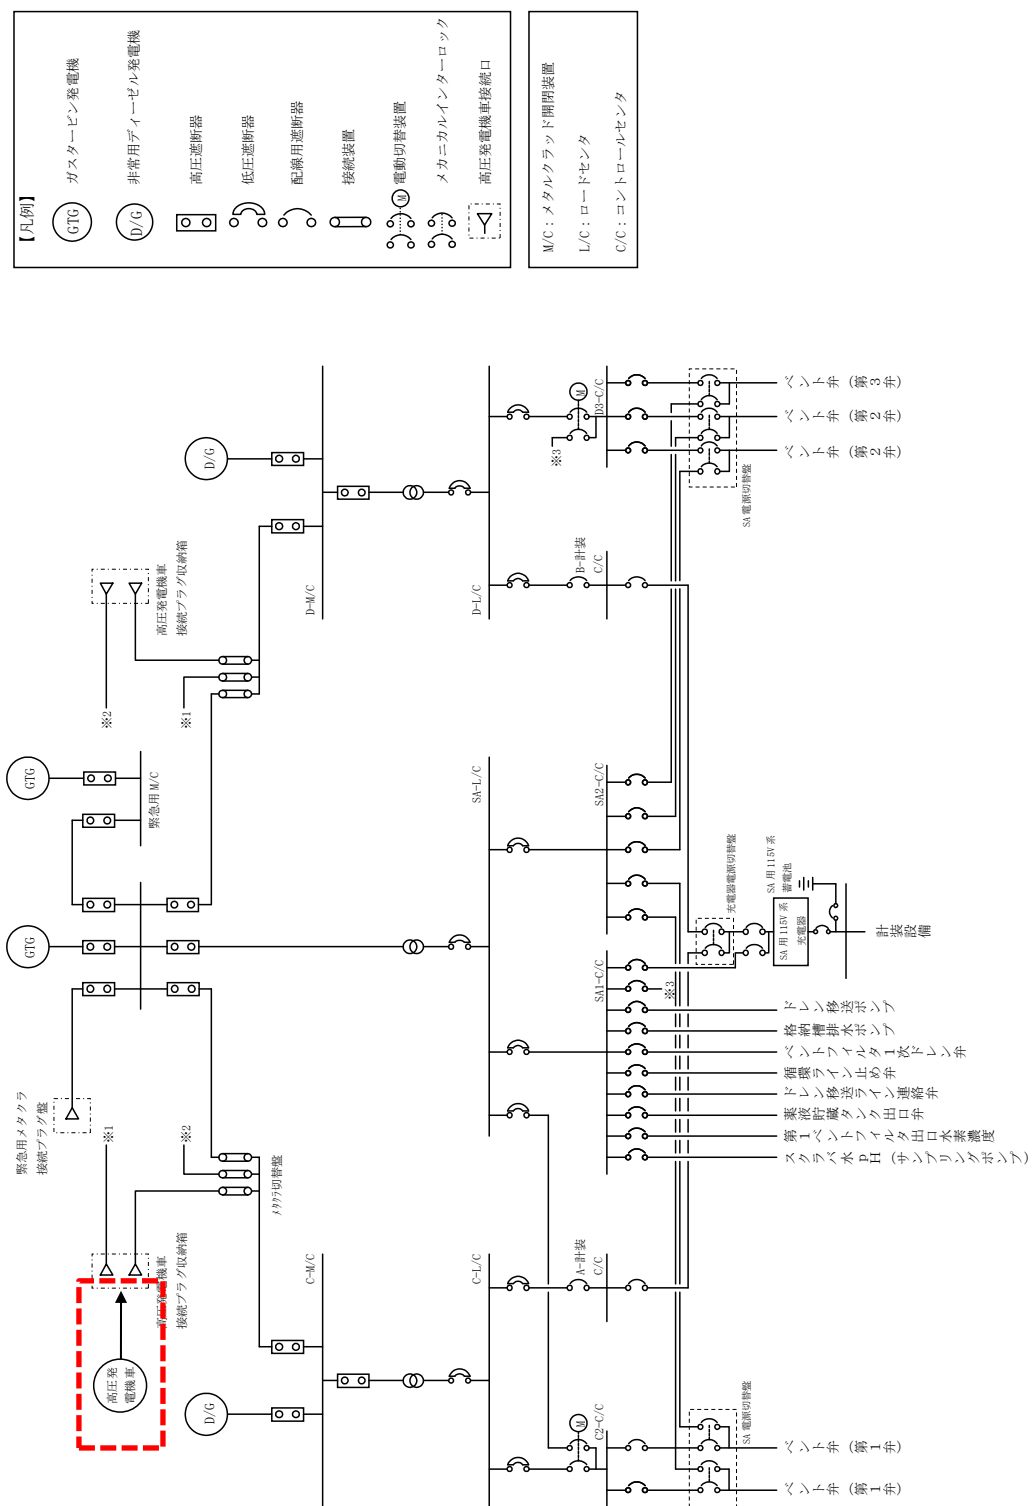 【凡例】
GTG
ガスタービン発電機
D/G
非常用ディーゼル発電機
高圧遮断器
低圧遮断器
配線用遮断器
接続装置
M
電動切替装置
メカニカルインターロック
高圧発電機車接続口
M/C：メタルクラッド開閉装置
L/C：ロードセンタ
C/C：コントロールセンタ
GTG
GTG
緊急用M/C
緊急用メタクラ
接続プラグ盤
高圧発電機車
接続プラグ収納箱
※2
※1
高圧発電機車
接続プラグ収納箱
※1
※2
高圧発
電機車
メタクラ切替盤
D/G
D/G
D-M/C
C-M/C
D-L/C
SA-L/C
C-L/C
M
※3
D3-C/C
B-計装
C/C
SA2-C/C
SA1-C/C
※3
A-計装
C/C
M
C2-C/C
SA電源切替盤
充電器電源切替盤
SA用115V系
充電器
SA用115V系
蓄電池
SA電源切替盤
ベント弁（第3弁）
ベント弁（第2弁）
ベント弁（第2弁）
計装
設備
ドレン移送ポンプ
格納槽排水ポンプ
ベントフィルタ1次ドレン弁
循環ライン止め弁
ドレン移送ライン連絡弁
薬液貯蔵タンク出口弁
第1ベントフィルタ出口水素濃度
スクラバ水pH（サンプリングポンプ）
ベント弁（第1弁）
ベント弁（第1弁）